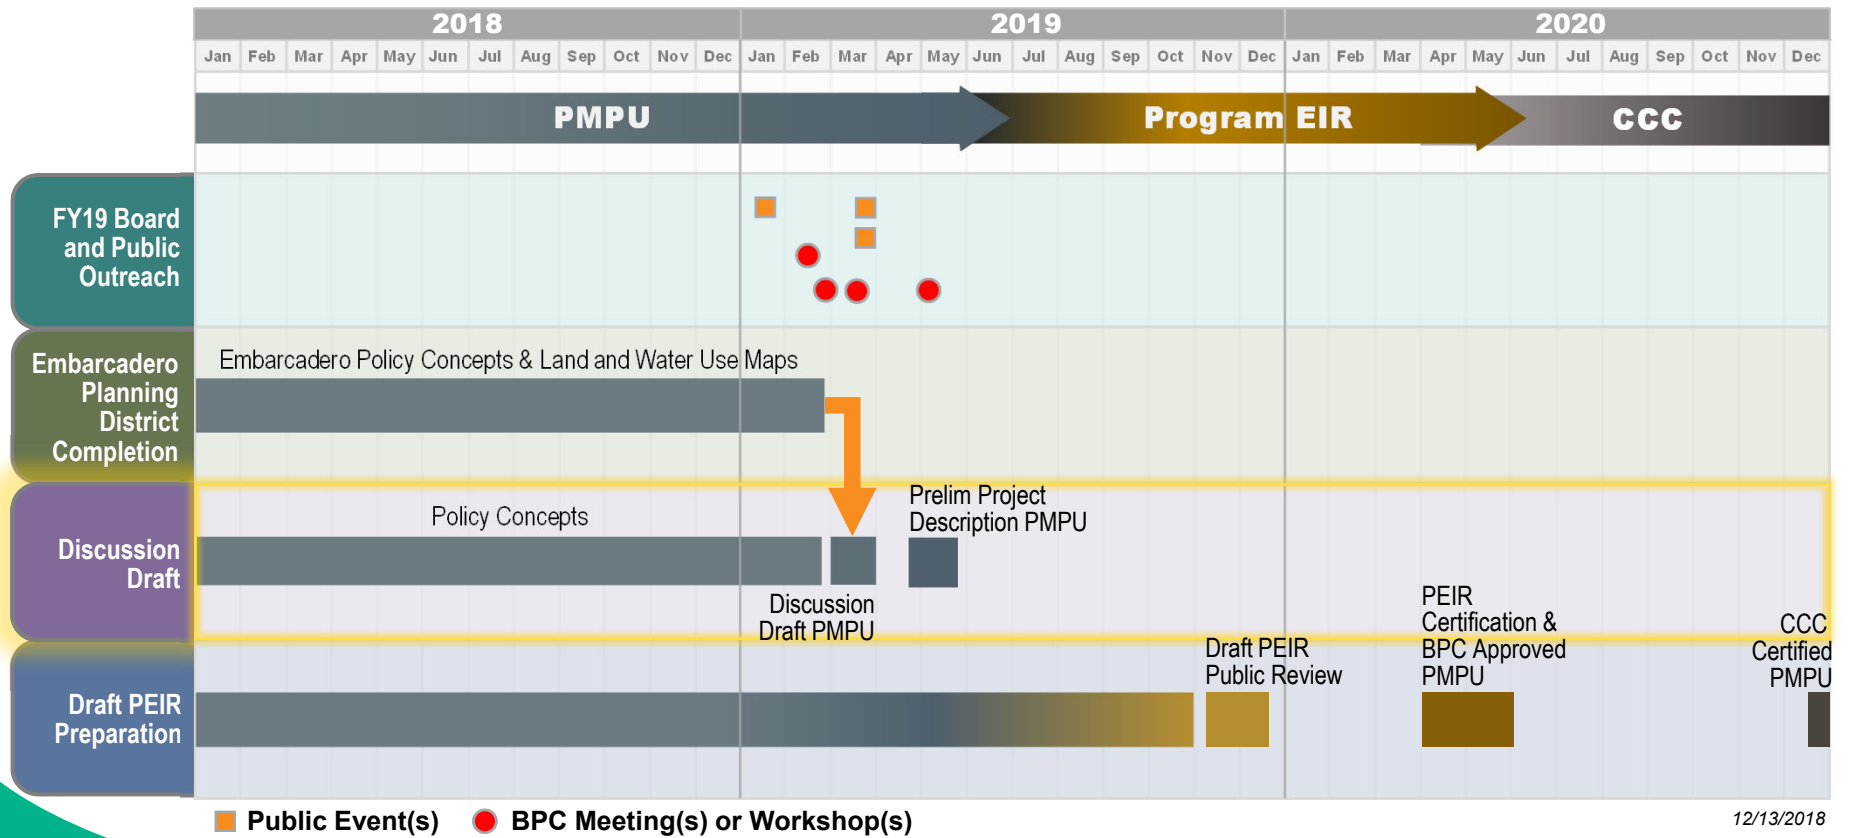 2018 2019 2020
Jan Feb Mar Apr May Jun Jul Aug Sep Oct Nov Dec Jan Feb Mar Apr May Jun Jul Aug Sep Oct Nov Dec Jan Feb Mar Apr May Jun Jul Aug Sep Oct Nov Dec
PMPU Program EIR CCC
FY19 Board
and Public
Outreach
Embarcadero
Planning
District
Completion
Embarcadero Policy Concepts & Land and Water Use Maps
Discussion
Draft
Policy Concepts
Prelim Project
Description PMPU
Discussion
Draft PMPU
Draft PEIR
Preparation
Draft PEIR
Public Review
PEIR
Certification &
BPC Approved
PMPU
CCC
Certified
PMPU
Public Event(s) BPC Meeting(s) or Workshop(s)
12/13/2018